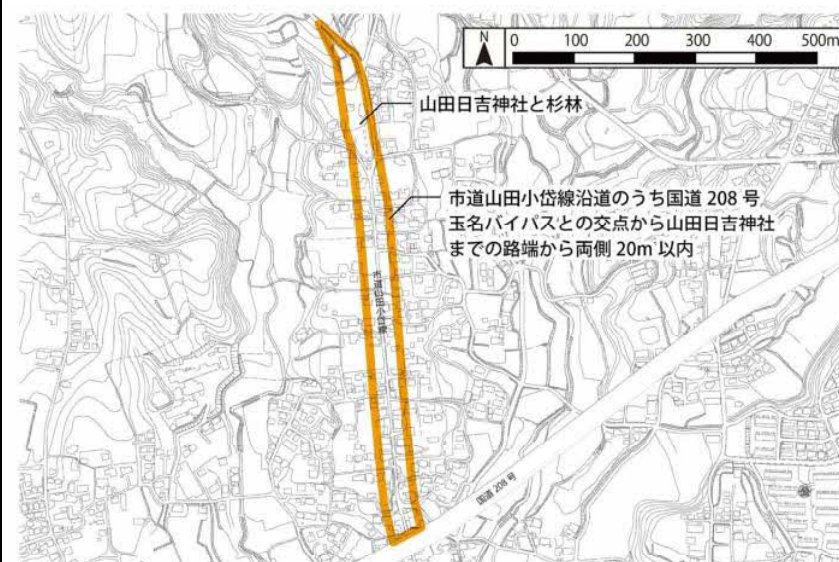 N 0 100 200 300 400 500m
山田日吉神社と杉林
市道山田小岱線沿道のうち国道 208 号
玉名バイパスとの交点から山田日吉神社
までの路端から両側 20m 以内
市道山田小岱線
国道 208 号